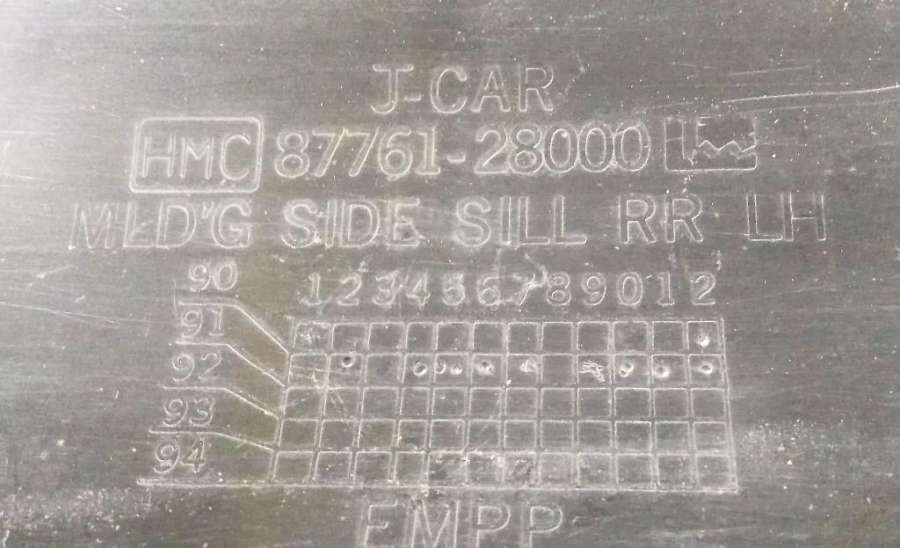 J-CAR
HMC 87761-28000
MLD'G SIDE SILL RR LH
90 123456789012
91
92
93
94
EMPP